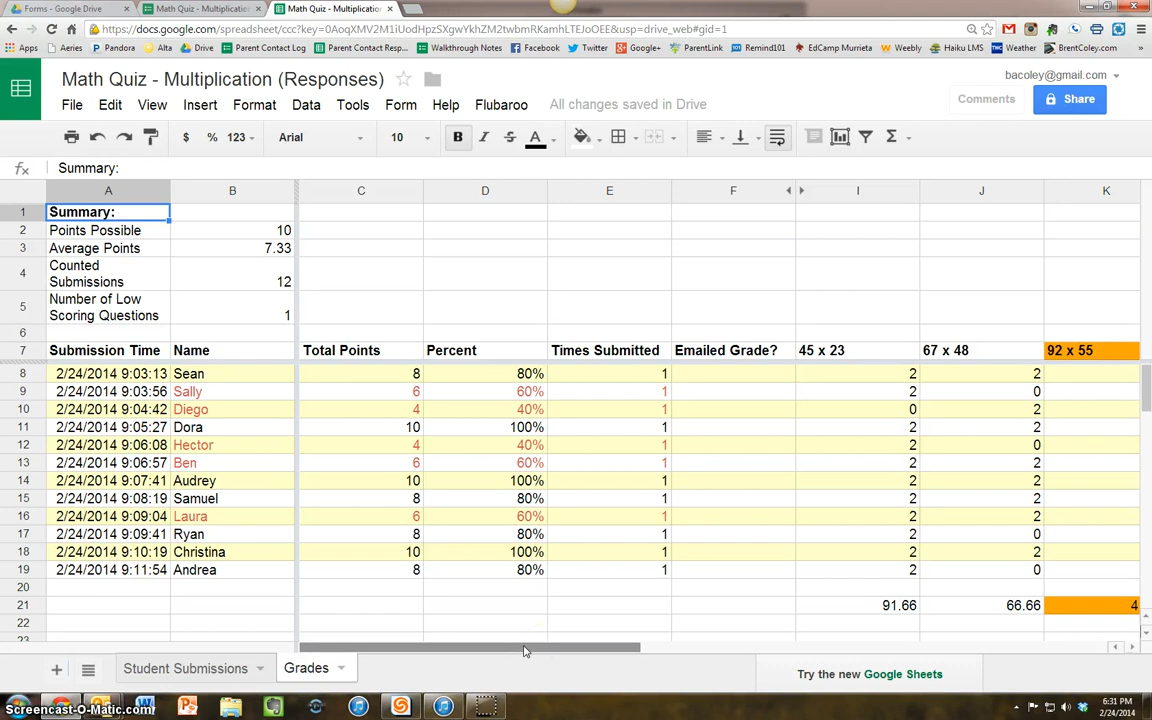 Forms - Google Drive
Math Quiz - Multiplication
Math Quiz - Multiplicatio
https://docs.google.com/spreadsheet/ccc?key=0AoqXMV2M1iUodHpzSXgwYkhZM2twbmRKamhLTEJoOEE&usp=drive_web#gid=1
Apps Aeries Pandora Alta Drive Parent Contact Log Parent Contact Resp... Walkthrough Notes Facebook Twitter Google+ ParentLink Remind101 EdCamp Murrieta Weebly Haiku LMS Weather BrentColey.com
Math Quiz - Multiplication (Responses)
bacoley@gmail.com
File Edit View Insert Format Data Tools Form Help Flubaroo All changes saved in Drive
Comments Share
$ % 123 Arial 10 B I S A Σ
fx Summary:
A B C D E F I J K
1 Summary:
2 Points Possible 10
3 Average Points 7.33
4 Counted Submissions 12
5 Number of Low Scoring Questions 1
6
7 Submission Time Name Total Points Percent Times Submitted Emailed Grade? 45 x 23 67 x 48 92 x 55
8 2/24/2014 9:03:13 Sean 8 80% 1 2 2
9 2/24/2014 9:03:56 Sally 6 60% 1 2 0
10 2/24/2014 9:04:42 Diego 4 40% 1 0 2
11 2/24/2014 9:05:27 Dora 10 100% 1 2 2
12 2/24/2014 9:06:08 Hector 4 40% 1 2 0
13 2/24/2014 9:06:57 Ben 6 60% 1 2 2
14 2/24/2014 9:07:41 Audrey 10 100% 1 2 2
15 2/24/2014 9:08:19 Samuel 8 80% 1 2 2
16 2/24/2014 9:09:04 Laura 6 60% 1 2 2
17 2/24/2014 9:09:41 Ryan 8 80% 1 2 0
18 2/24/2014 9:10:19 Christina 10 100% 1 2 2
19 2/24/2014 9:11:54 Andrea 8 80% 1 2 0
20
21 91.66 66.66 4
22
23
Student Submissions Grades
Try the new Google Sheets
Screencast-O-Matic.com
6:31 PM
2/24/2014